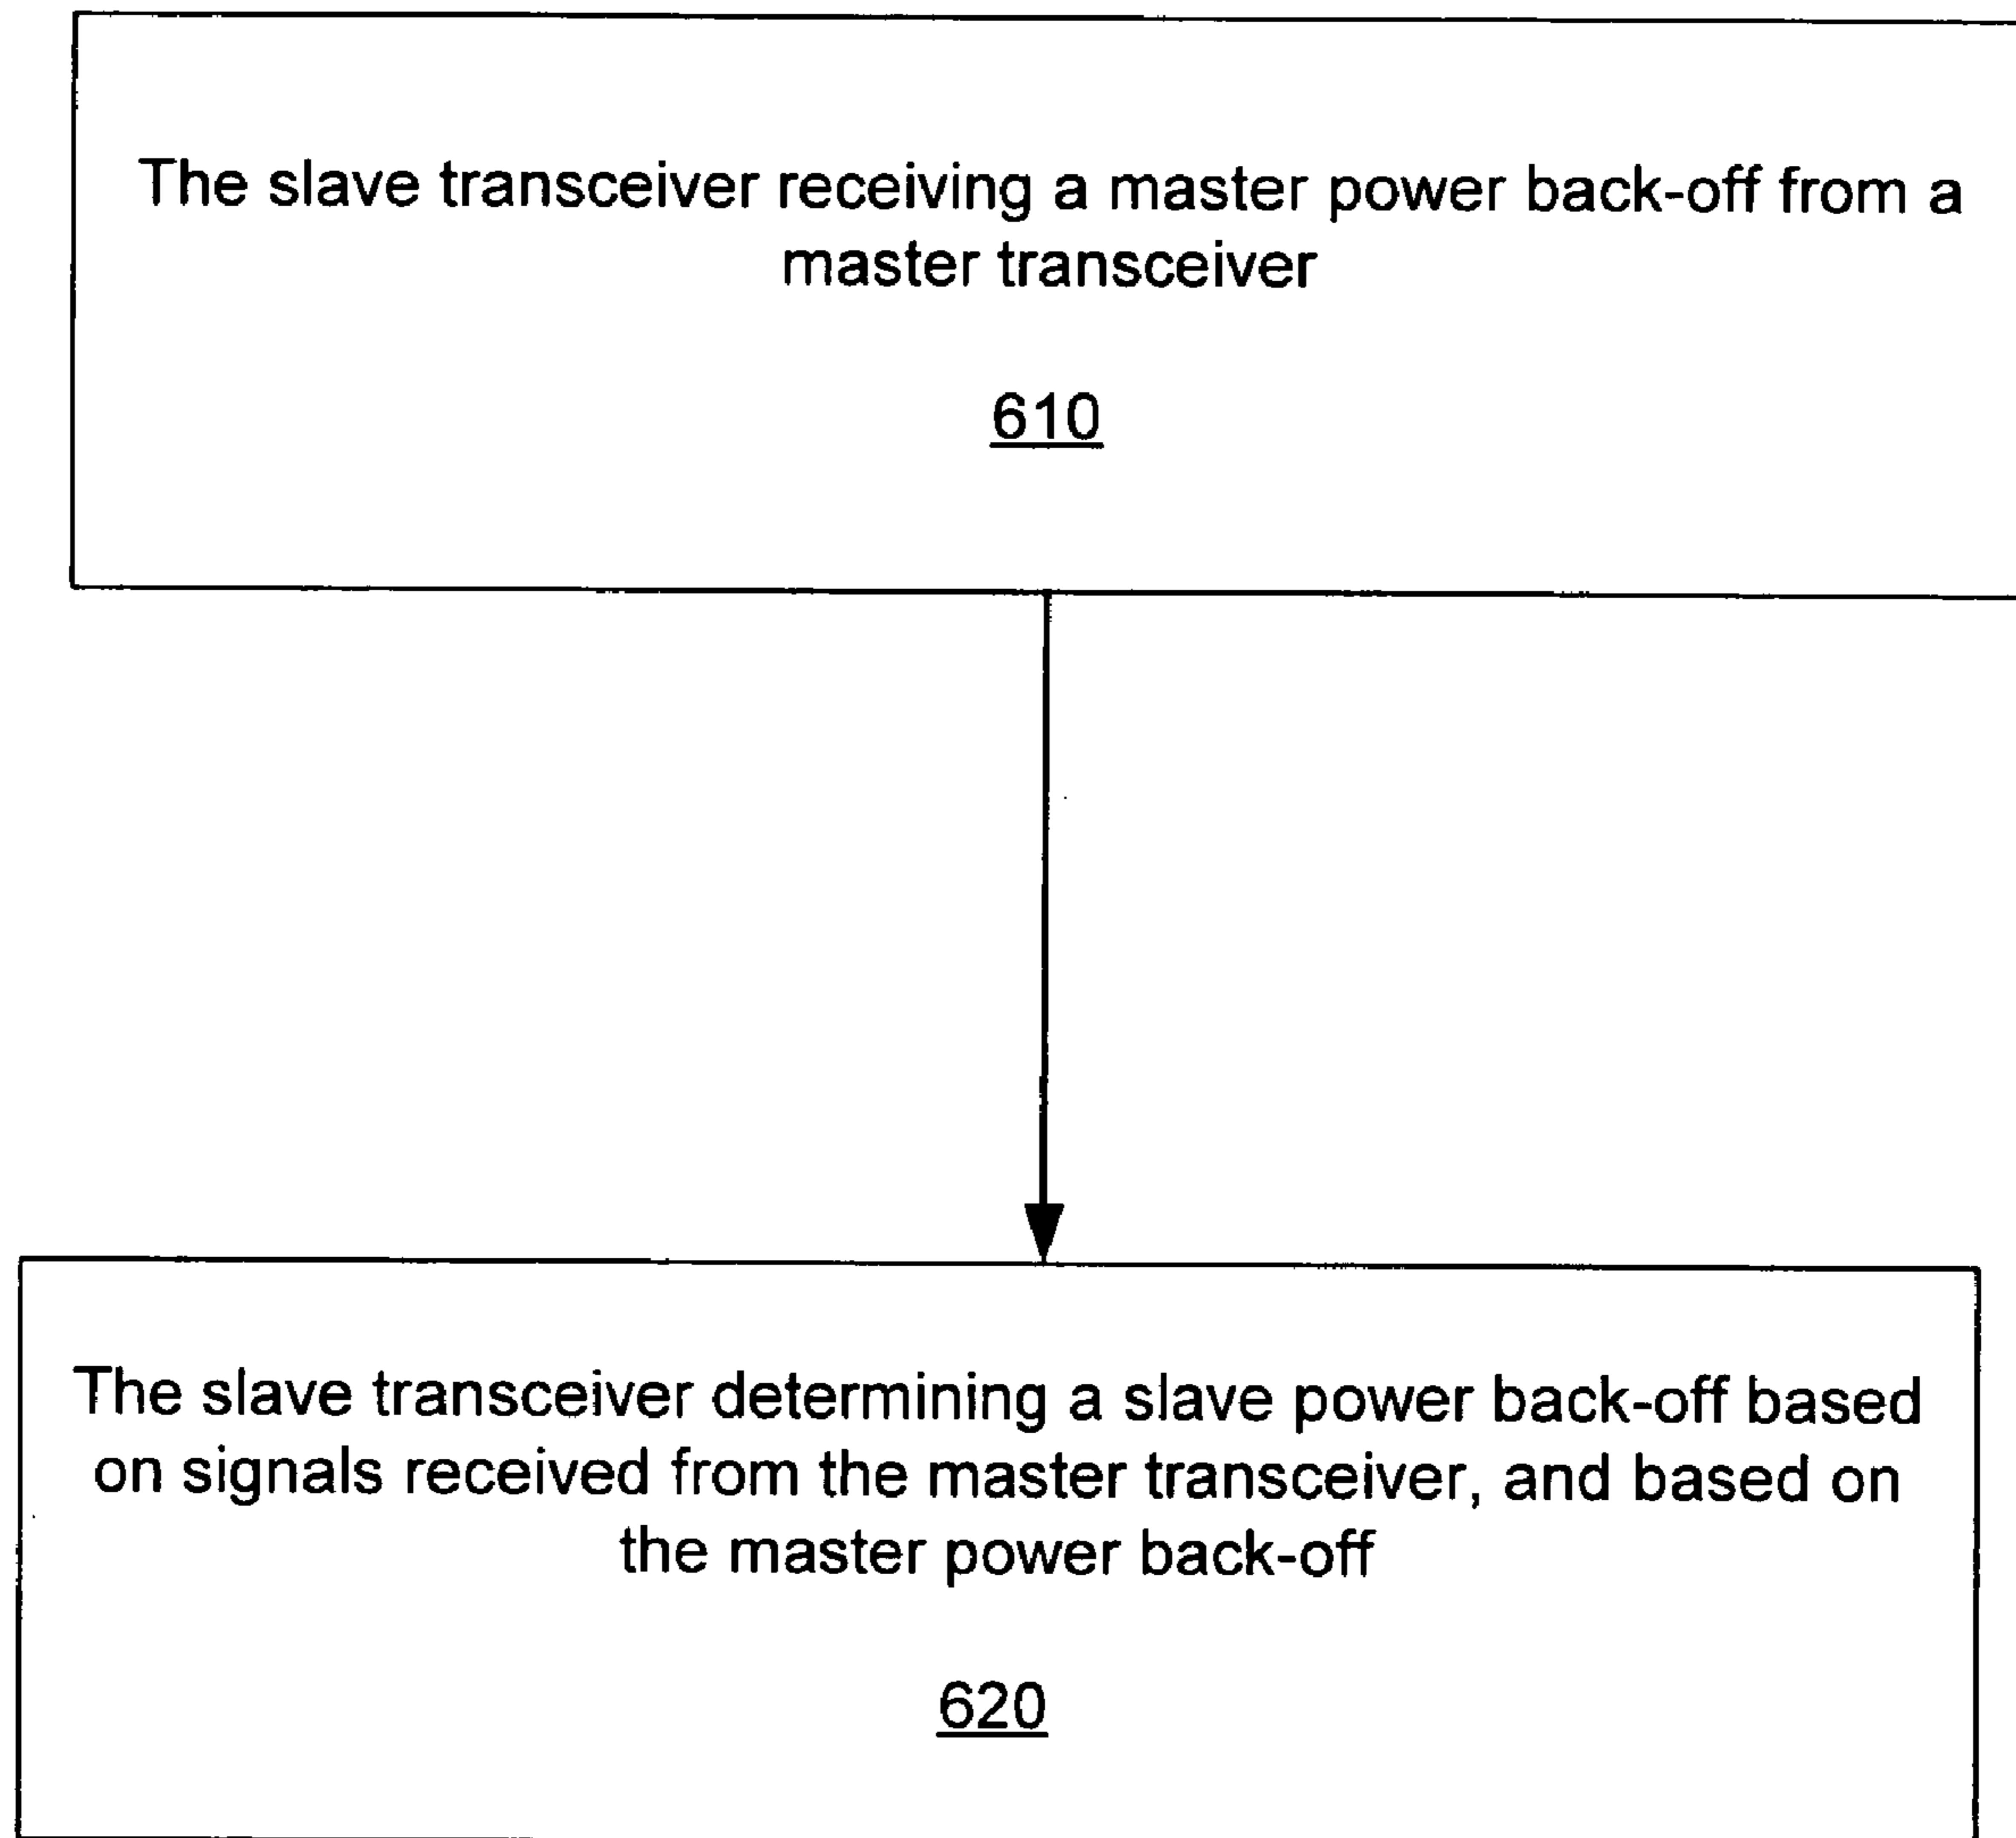 The slave transceiver receiving a master power back-off from a
master transceiver
610
The slave transceiver determining a slave power back-off based
on signals received from the master transceiver, and based on
the master power back-off
620